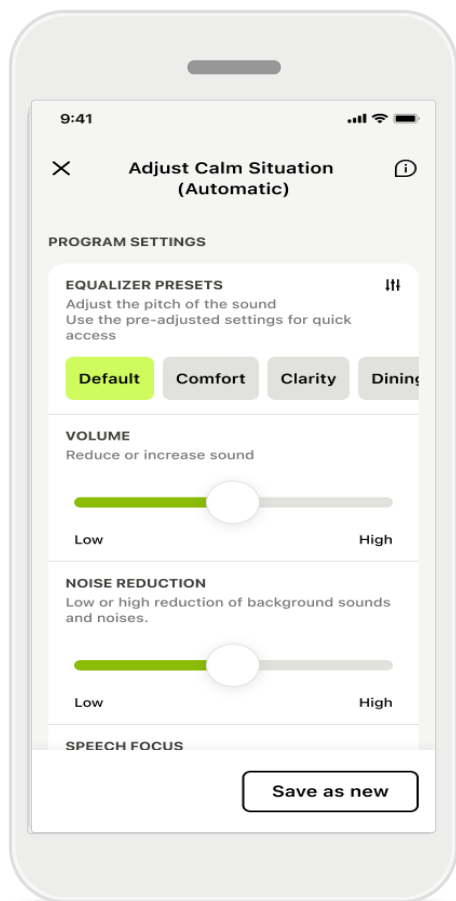 9:41
Adjust Calm Situation
(Automatic)
PROGRAM SETTINGS
EQUALIZER PRESETS
Adjust the pitch of the sound
Use the pre-adjusted settings for quick
access
Default Comfort Clarity Dining
VOLUME
Reduce or increase sound
Low High
NOISE REDUCTION
Low or high reduction of background sounds
and noises.
Low High
SPEECH FOCUS
Save as new